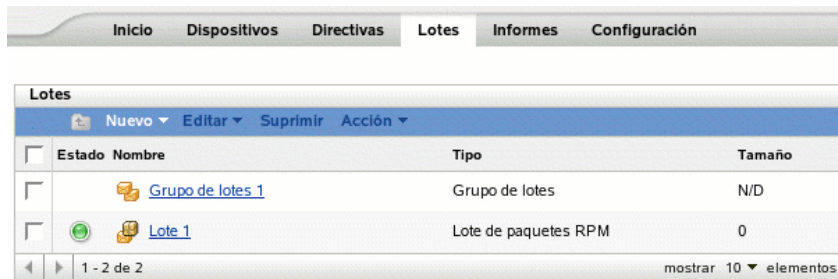 Inicio Dispositivos Directivas Lotes Informes Configuración
Lotes
Nuevo Editar Suprimir Acción
Estado Nombre Tipo Tamaño
Grupo de lotes 1 Grupo de lotes N/D
Lote 1 Lote de paquetes RPM 0
1 - 2 de 2 mostrar 10 elementos